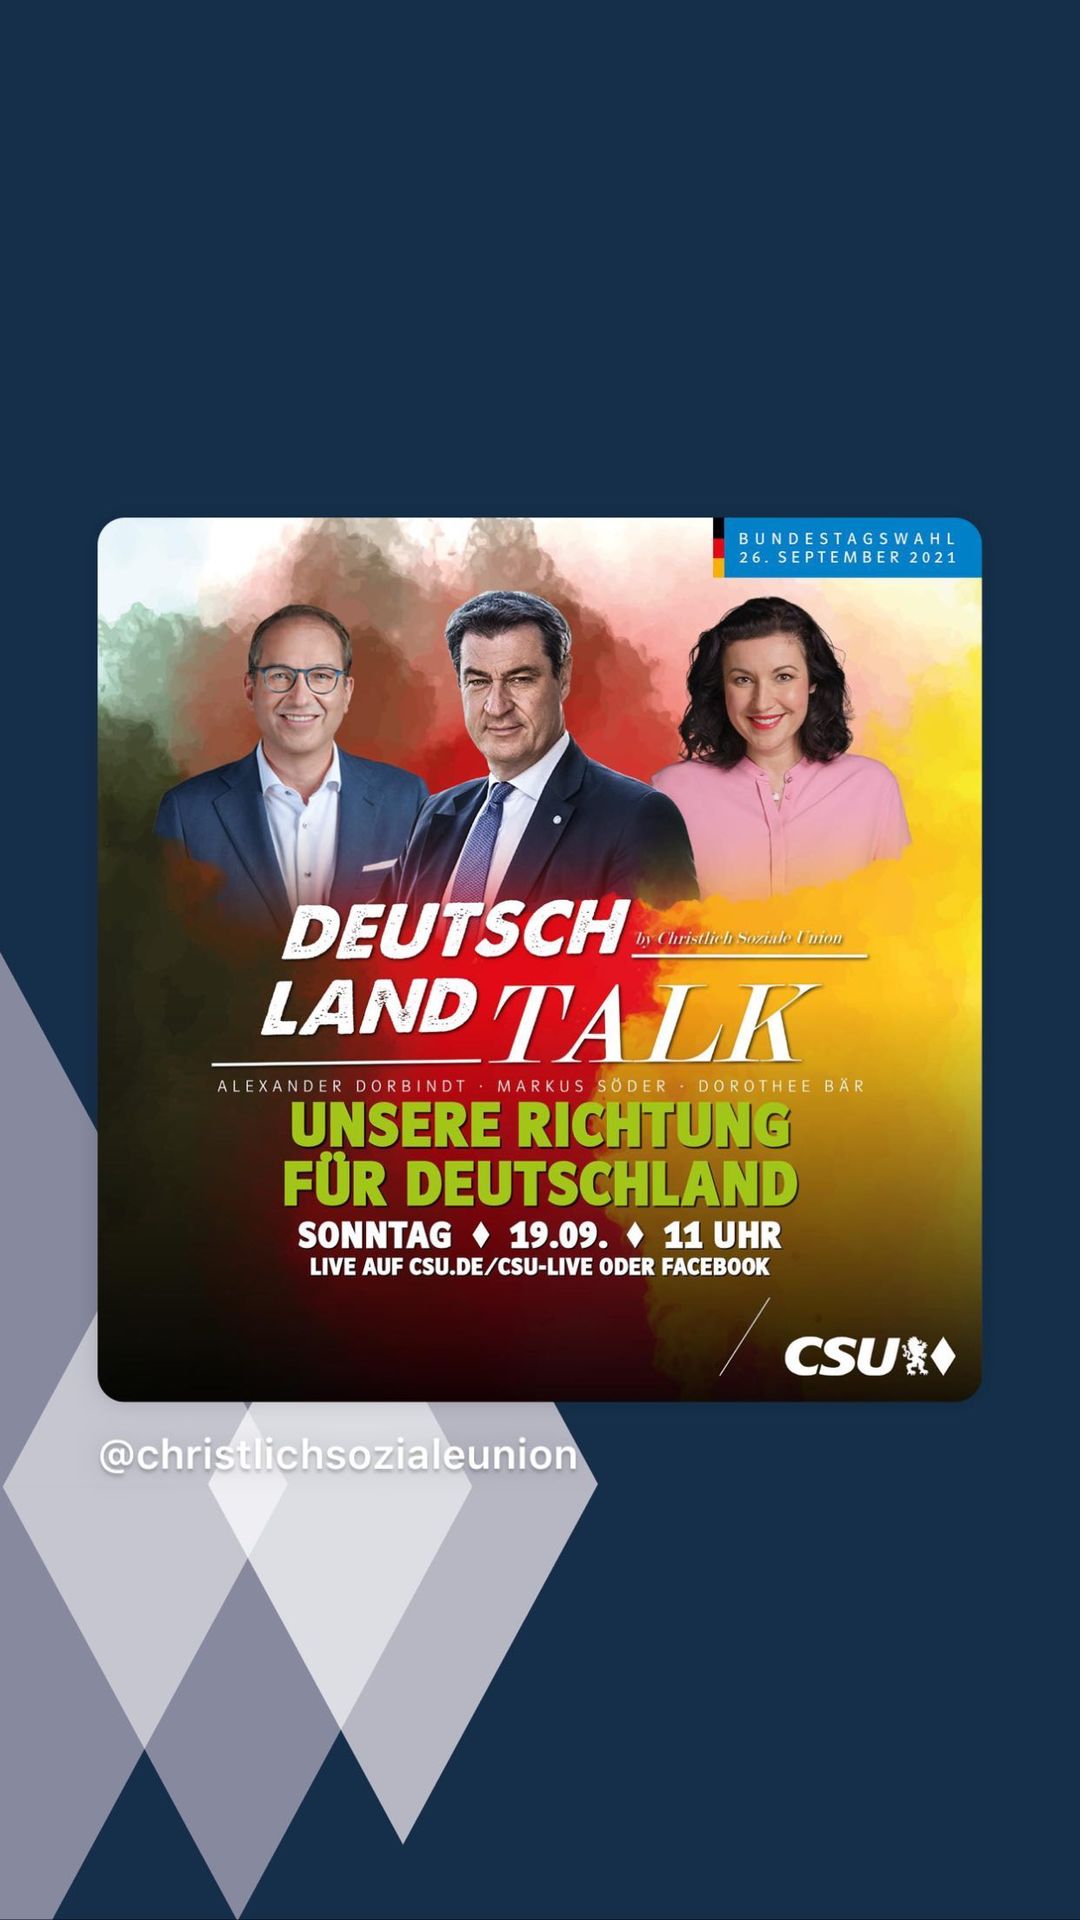 BUNDESTAGSWAHL
26. SEPTEMBER 2021
DEUTSCH
by Christlich Soziale Union
LAND TALK
ALEXANDER DORBINDT · MARKUS SÖDER · DOROTHEE BÄR
UNSERE RICHTUNG
FÜR DEUTSCHLAND
SONNTAG ♦ 19.09. ♦ 11 UHR
LIVE AUF CSU.DE/CSU-LIVE ODER FACEBOOK
CSU
@christlichsozialeunion